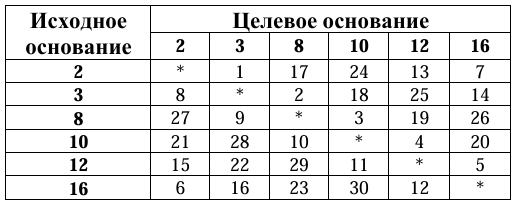 Исходное основание Целевое основание
2 3 8 10 12 16
2 * 1 17 24 13 7
3 8 * 2 18 25 14
8 27 9 * 3 19 26
10 21 28 10 * 4 20
12 15 22 29 11 * 5
16 6 16 23 30 12 *